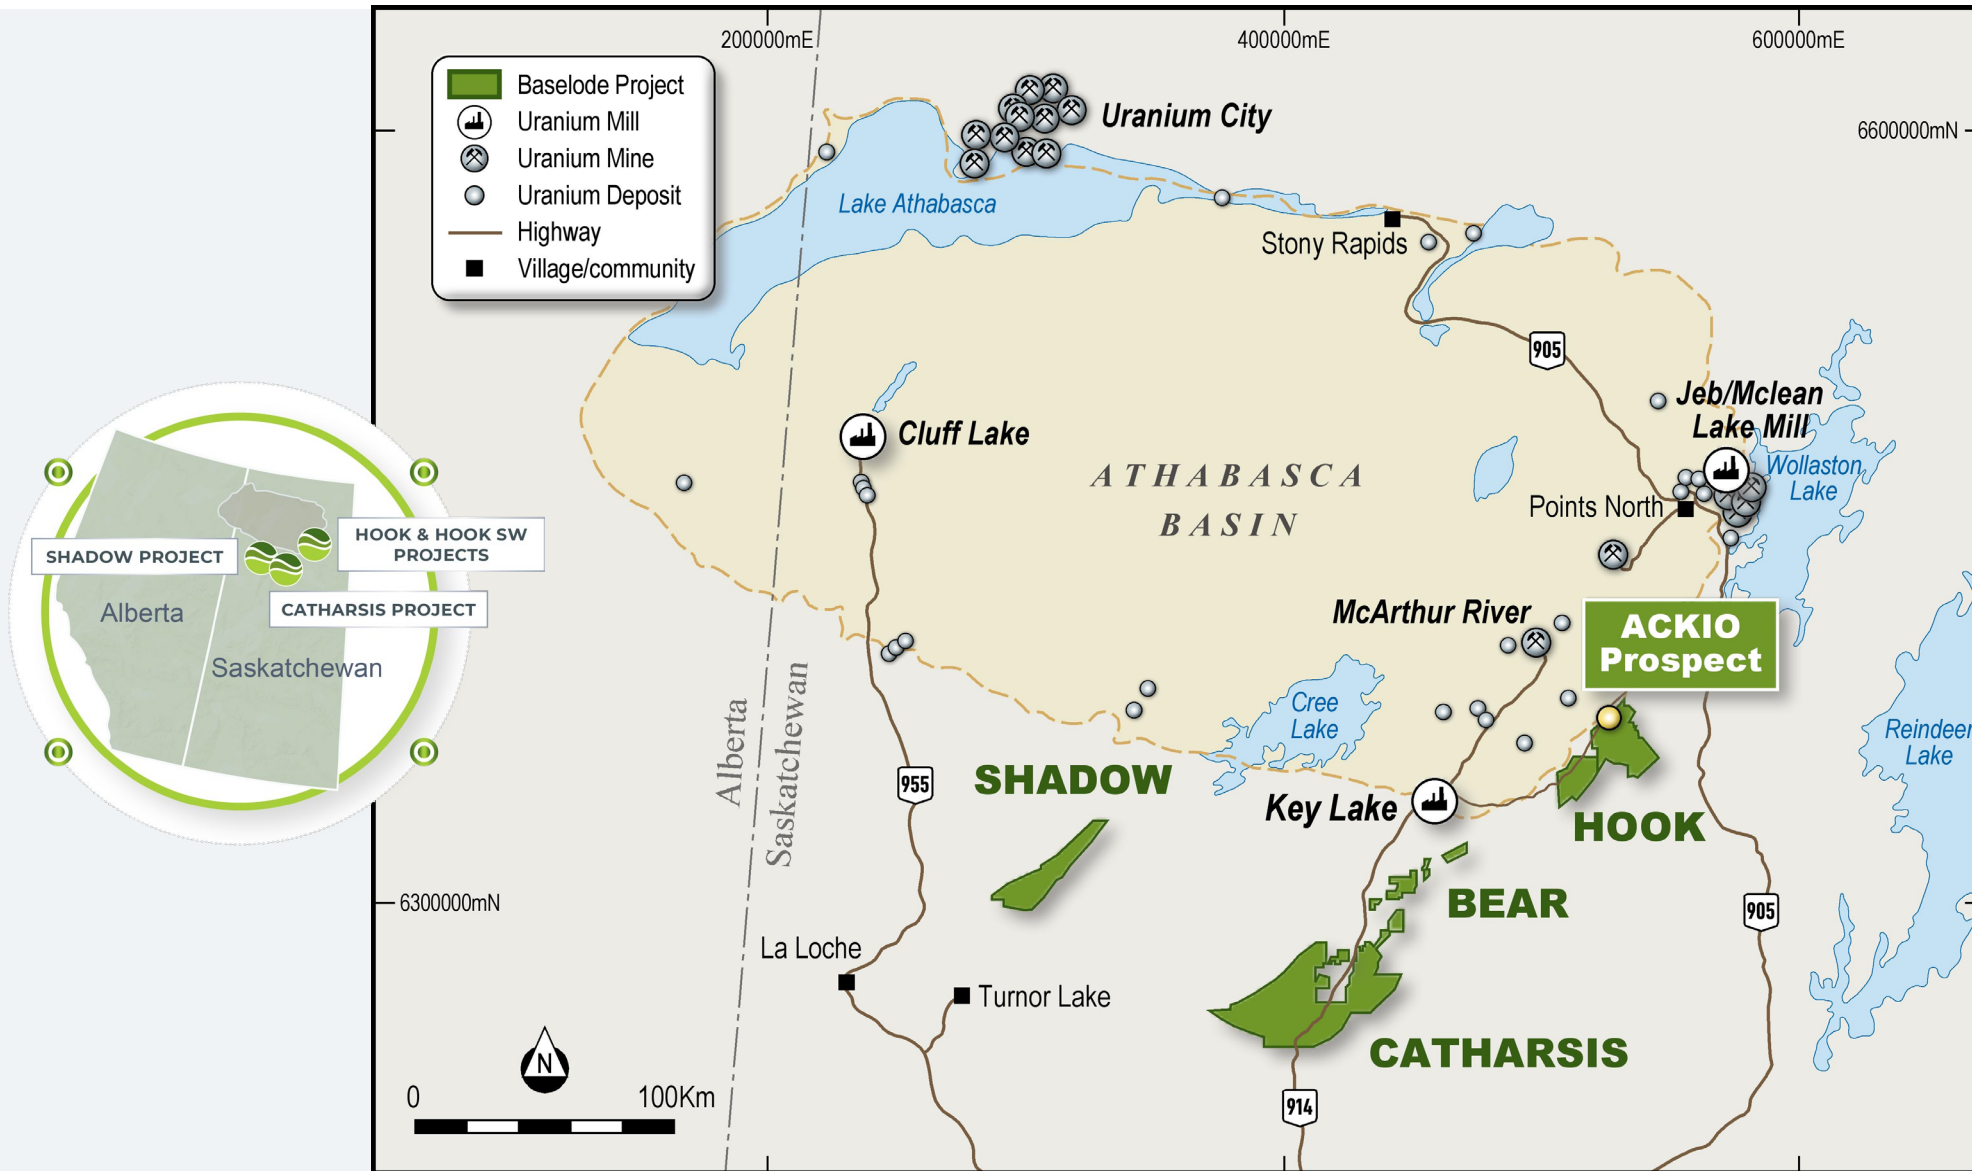 200000mE
400000mE
600000mE
Baselode Project
Uranium Mill
Uranium Mine
Uranium Deposit
Highway
Village/community
Uranium City
6600000mN
Lake Athabasca
Stony Rapids
905
Jeb/Mclean
Lake Mill
Cluff Lake
ATHABASCA
BASIN
Wollaston
Lake
Points North
HOOK & HOOK SW
PROJECTS
SHADOW PROJECT
CATHARSIS PROJECT
Alberta
Saskatchewan
McArthur River
ACKIO
Prospect
Cree
Lake
Reindeer
Lake
Alberta
Saskatchewan
955
SHADOW
Key Lake
HOOK
6300000mN
BEAR
905
La Loche
Turnor Lake
CATHARSIS
N
0
100Km
914